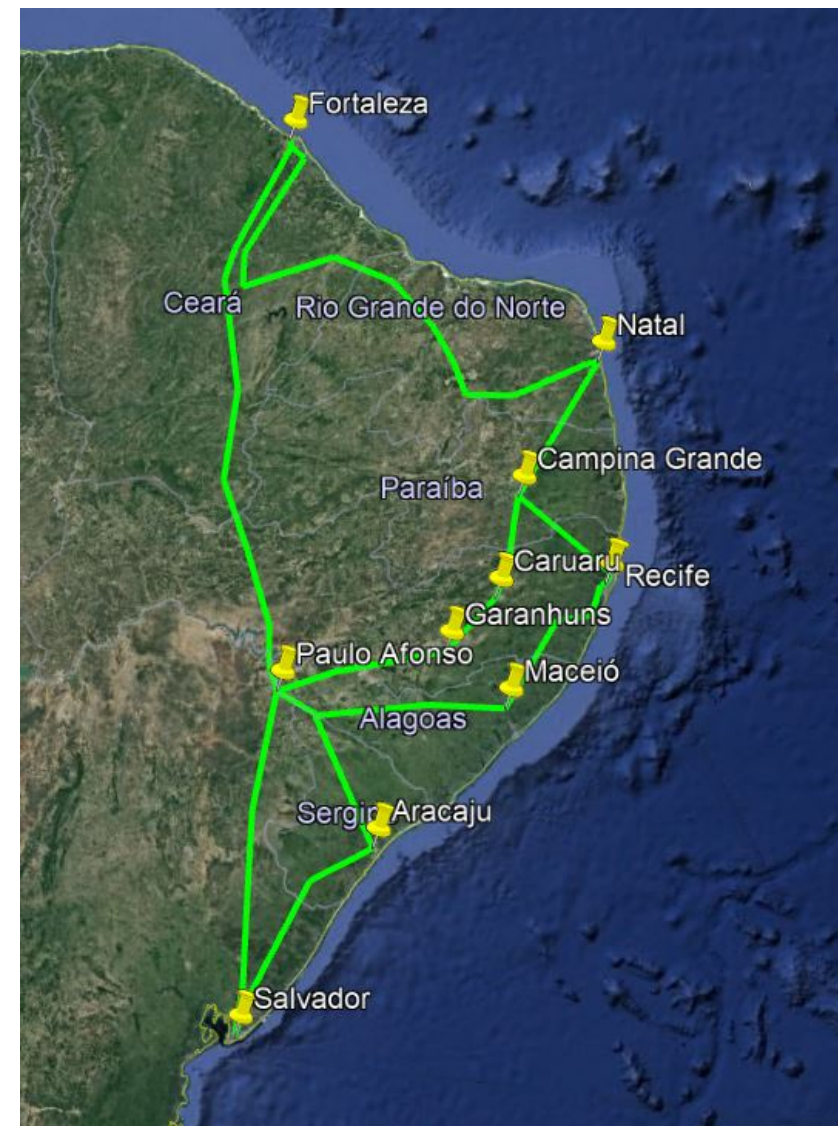 Fortaleza
Ceará
Rio Grande do Norte
Natal
Campina Grande
Paraíba
Caruaru
Recife
Garanhuns
Paulo Afonso
Maceió
Alagoas
Sergip
Aracaju
Salvador